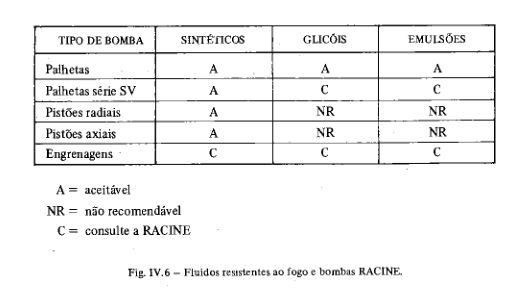 TIPO DE BOMBA SINTÉTICOS GLICÓIS EMULSÕES
Palhetas A A A
Palhetas série SV A C C
Pistões radiais A NR NR
Pistões axiais A NR NR
Engrenagens C C C
A = aceitável
NR = não recomendável
C = consulte a RACINE
Fig. IV.6 – Fluidos resistentes ao fogo e bombas RACINE.